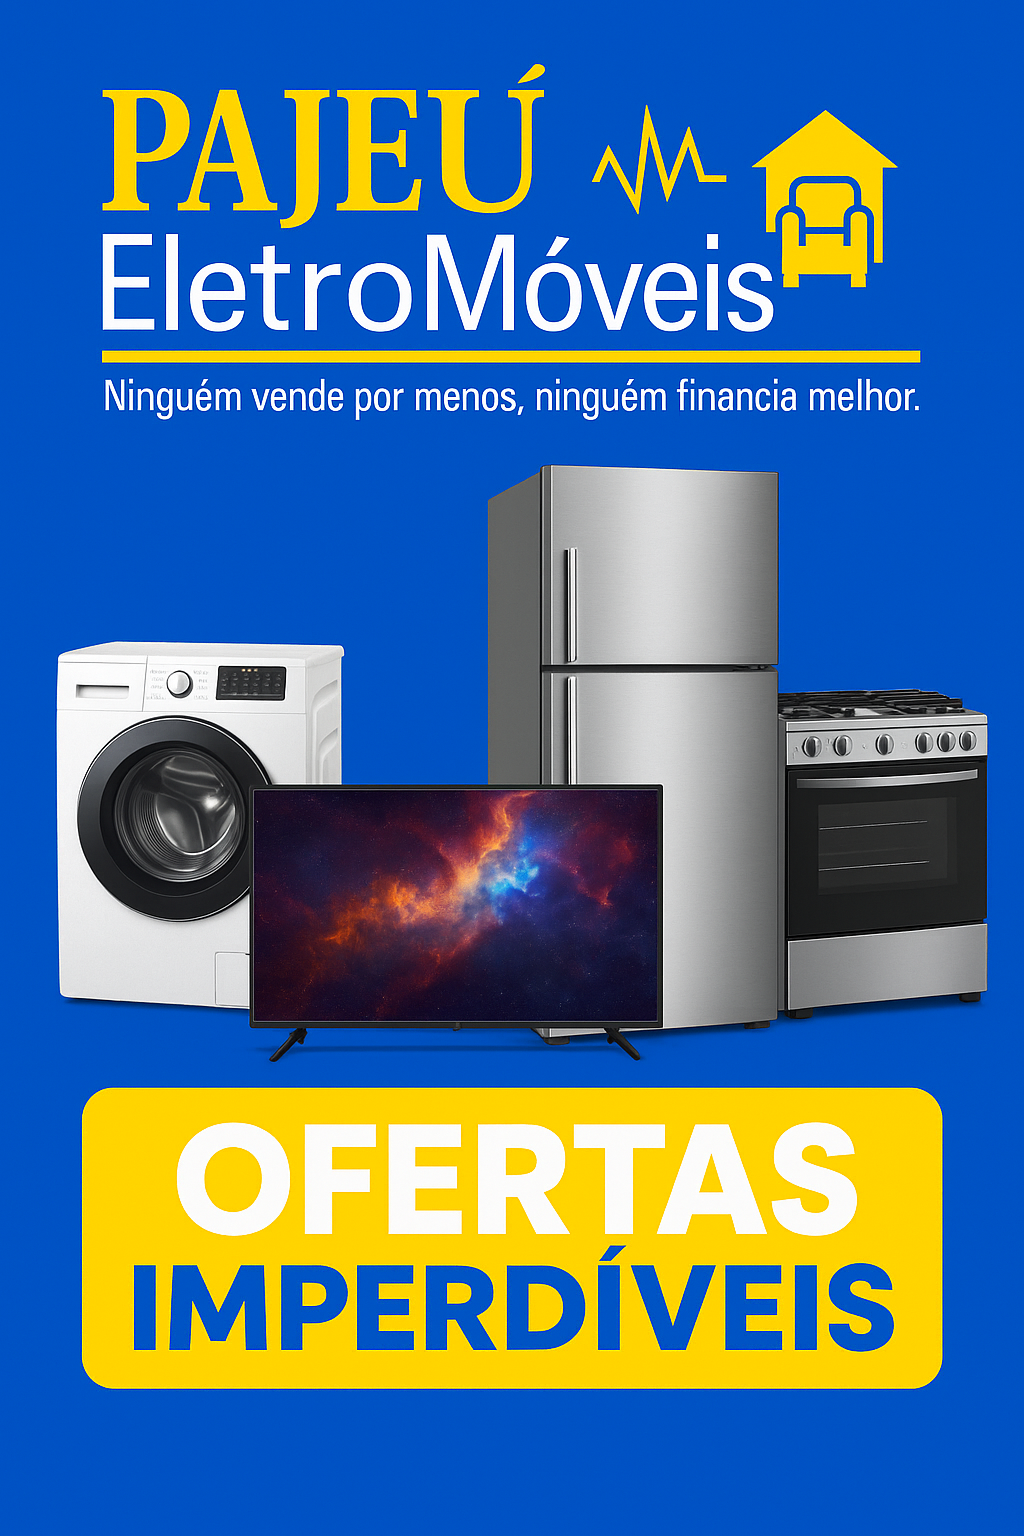 PAJEÚ
EletroMóveis
Ninguém vende por menos, ninguém financia melhor.
OFERTAS
IMPERDÍVEIS